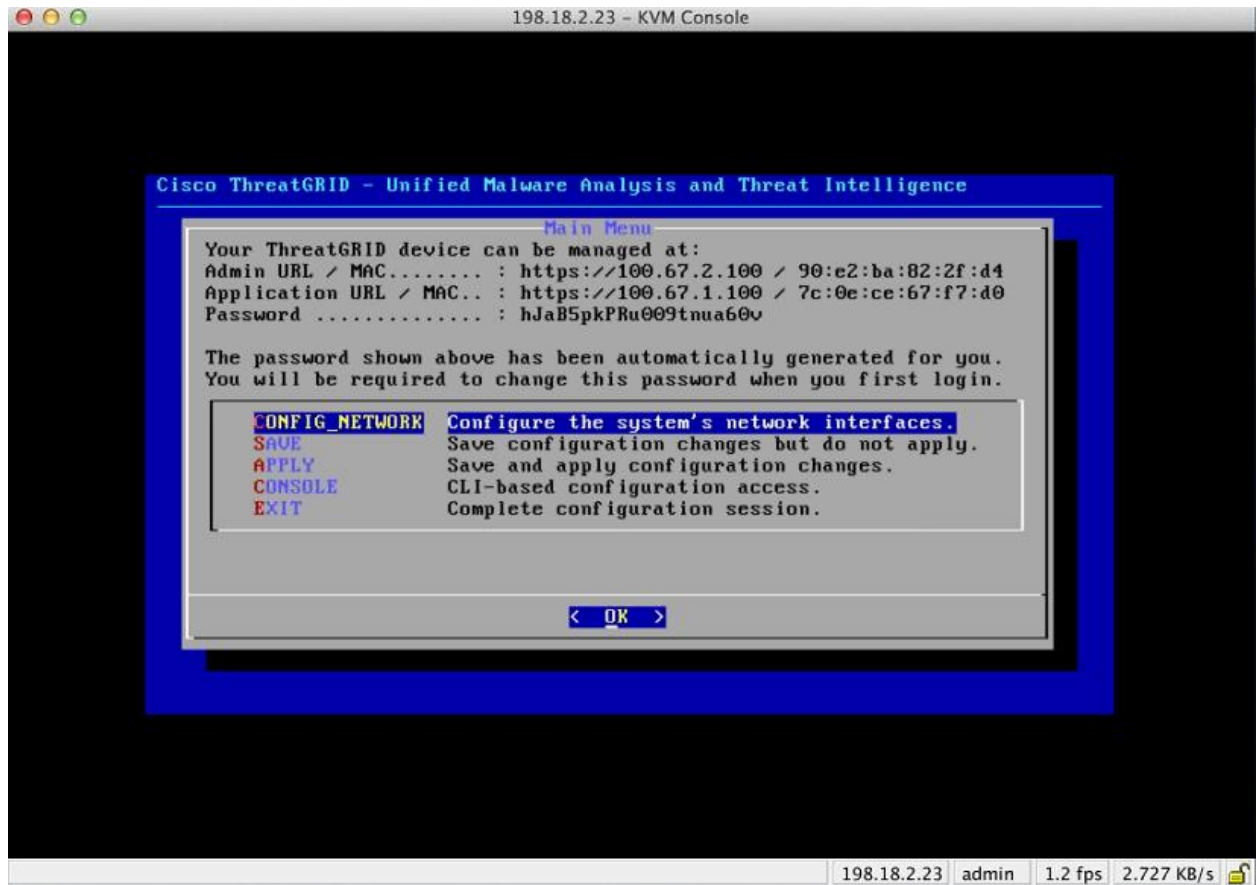 198.18.2.23 – KVM Console
Cisco ThreatGRID - Unified Malware Analysis and Threat Intelligence
Main Menu
Your ThreatGRID device can be managed at:
Admin URL / MAC........ : https://100.67.2.100 / 90:e2:ba:82:2f:d4
Application URL / MAC.. : https://100.67.1.100 / 7c:0e:ce:67:f7:d0
Password .............. : hJaB5pkPRu009tnua60v
The password shown above has been automatically generated for you.
You will be required to change this password when you first login.
CONFIG_NETWORK Configure the system's network interfaces.
SAVE Save configuration changes but do not apply.
APPLY Save and apply configuration changes.
CONSOLE CLI-based configuration access.
EXIT Complete configuration session.
< OK >
198.18.2.23 admin 1.2 fps 2.727 KB/s